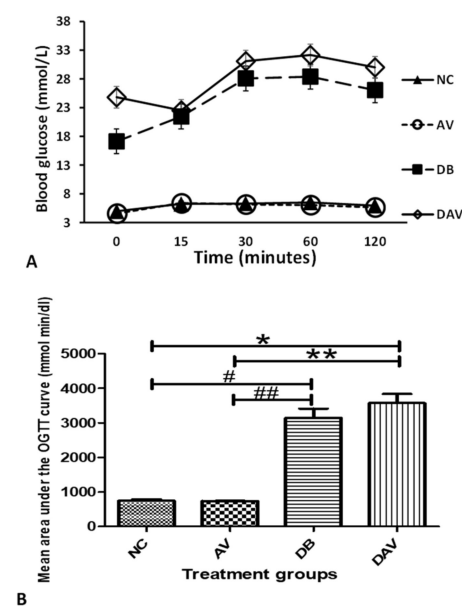 Blood glucose (mmol/L)
38
33
28
23
18
13
8
3
0 15 30 60 120
Time (minutes)
NC
AV
DB
DAV
A
Mean area under the OGTT curve (mmol min/dl)
5000
4000
3000
2000
1000
0
*
**
#
##
NC AV DB DAV
Treatment groups
B